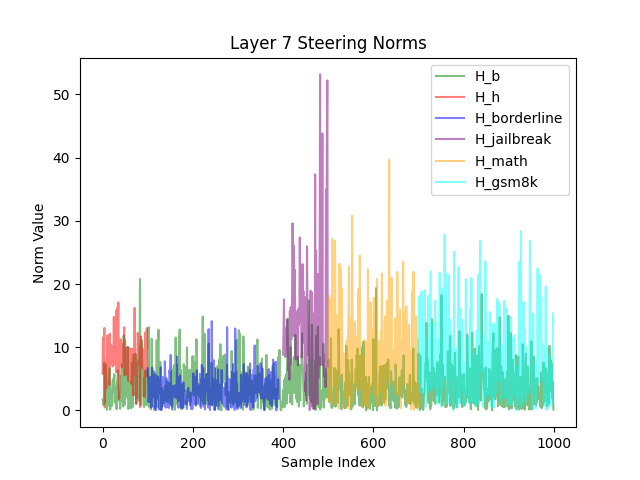 Layer 7 Steering Norms
Norm Value
50
40
30
20
10
0
H_b
H_h
H_borderline
H_jailbreak
H_math
H_gsm8k
0 200 400 600 800 1000
Sample Index